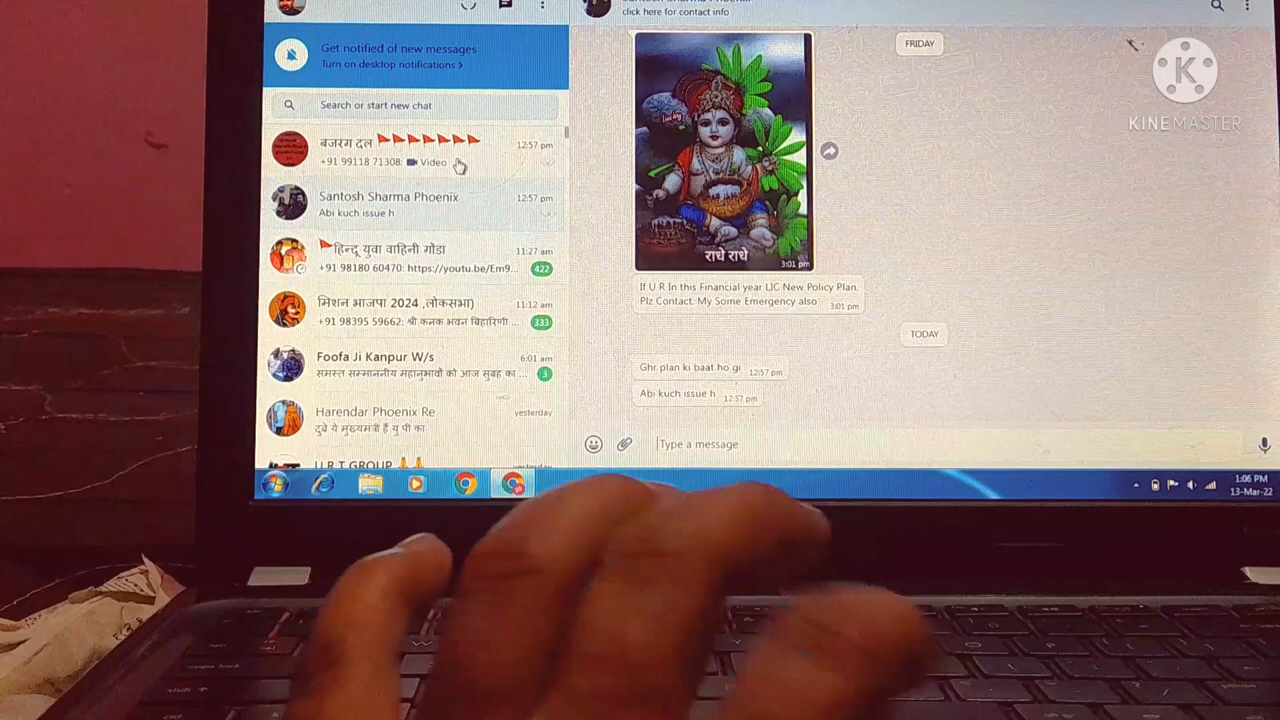 click here for contact info
Get notified of new messages
Turn on desktop notifications >
Search or start new chat
बजरंग दल
12:57 pm
+91 99118 71308: Video
Santosh Sharma Phoenix
12:57 pm
Abi kuch issue h
हिन्दू युवा वाहिनी गोंडा
11:27 am
+91 98180 60470: https://youtu.be/Em9...
422
मिशन भाजपा 2024 ,लोकसभा)
11:12 am
+91 98395 59662: श्री कनक भवन बिहारिणी ...
333
Foofa Ji Kanpur W/s
6:01 am
समस्त सम्माननीय महानुभावों को आज सुबह का ...
3
Harendar Phoenix Re
yesterday
दुबे ये मुख्यमंत्री हैं यु पी का
U R T GROUP
yesterday
FRIDAY
राधे राधे
3:01 pm
If U R In this Financial year LIC New Policy Plan.
Plz Contact. My Some Emergency also
3:01 pm
TODAY
Ghr plan ki baat ho gi
12:57 pm
Abi kuch issue h
12:57 pm
Type a message
1:06 PM
13-Mar-22
K
KINEMASTER